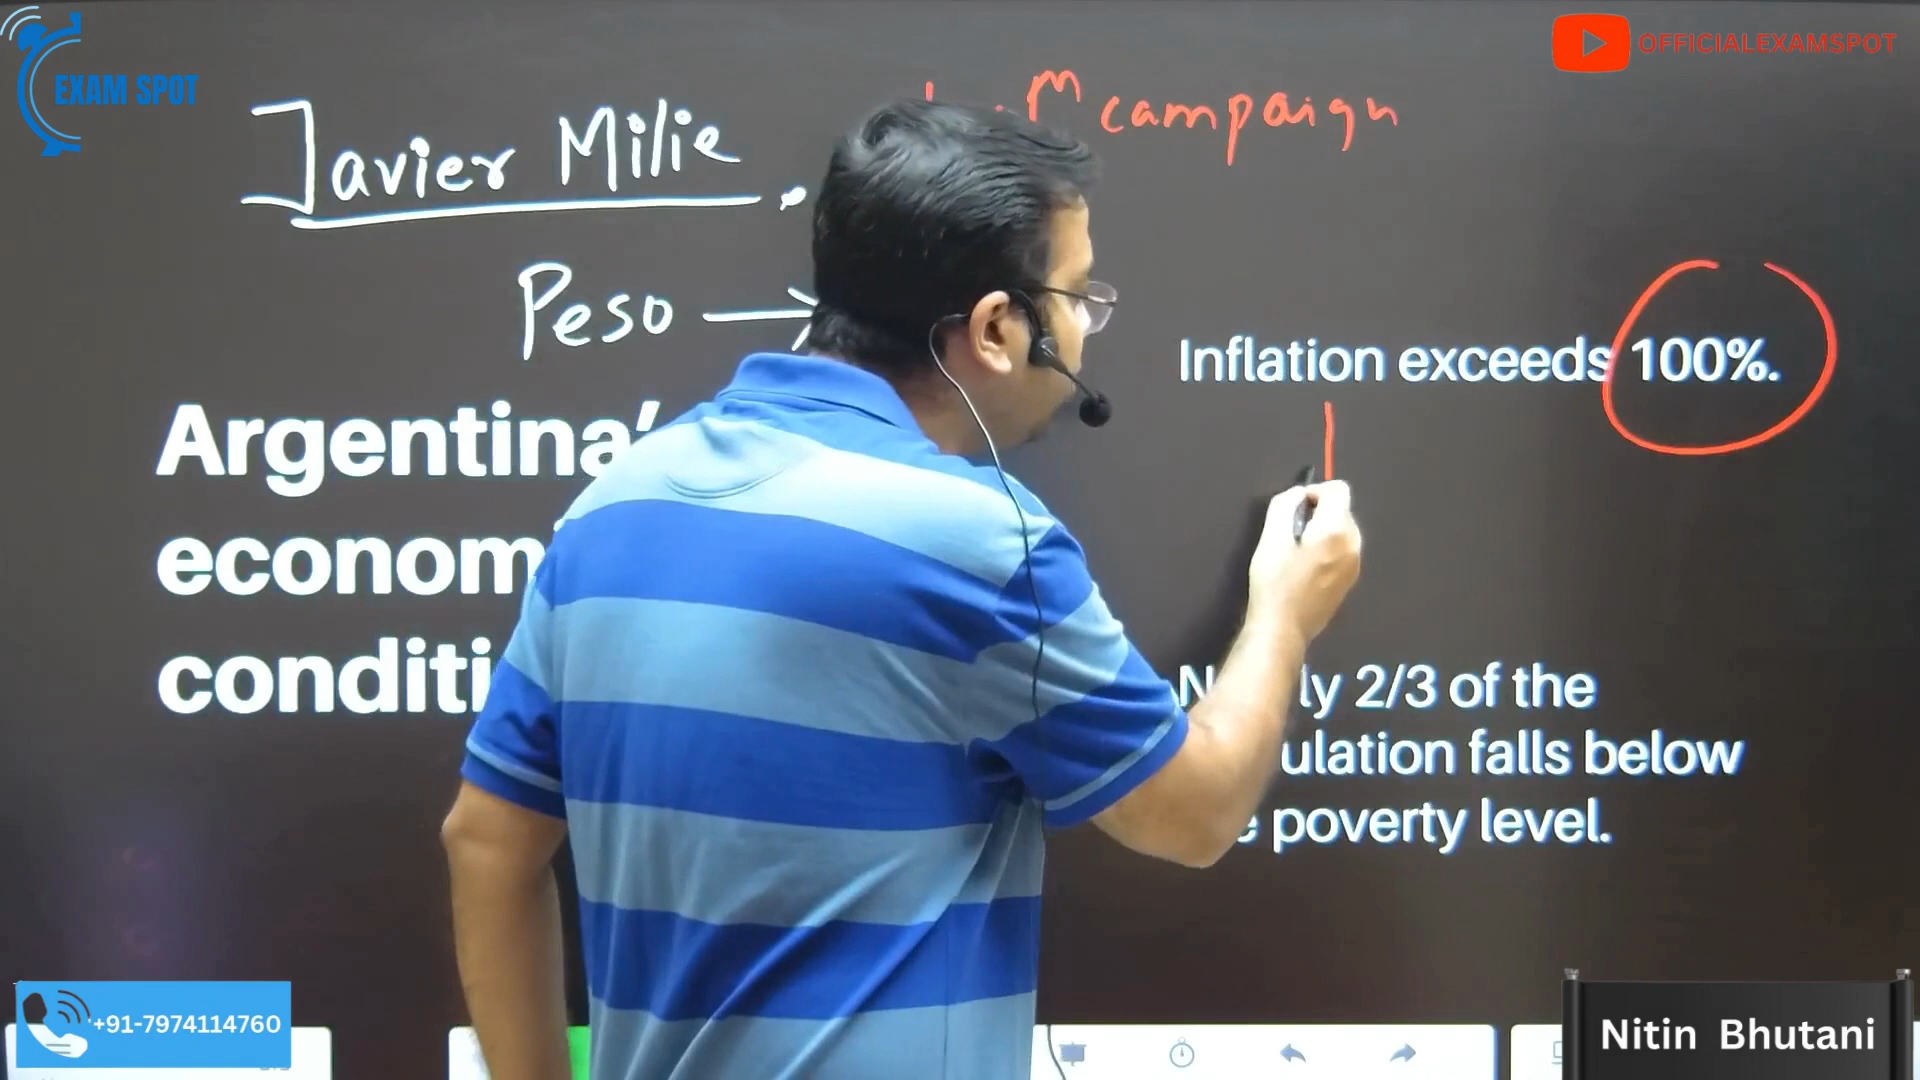 EXAM SPOT
OFFICIALEXAMSPOT
campaign
Javier Milie.
Peso →
Inflation exceeds 100%.
Argentina'
econom
conditi
ly 2/3 of the
ulation falls below
poverty level.
+91-7974114760
Nitin Bhutani